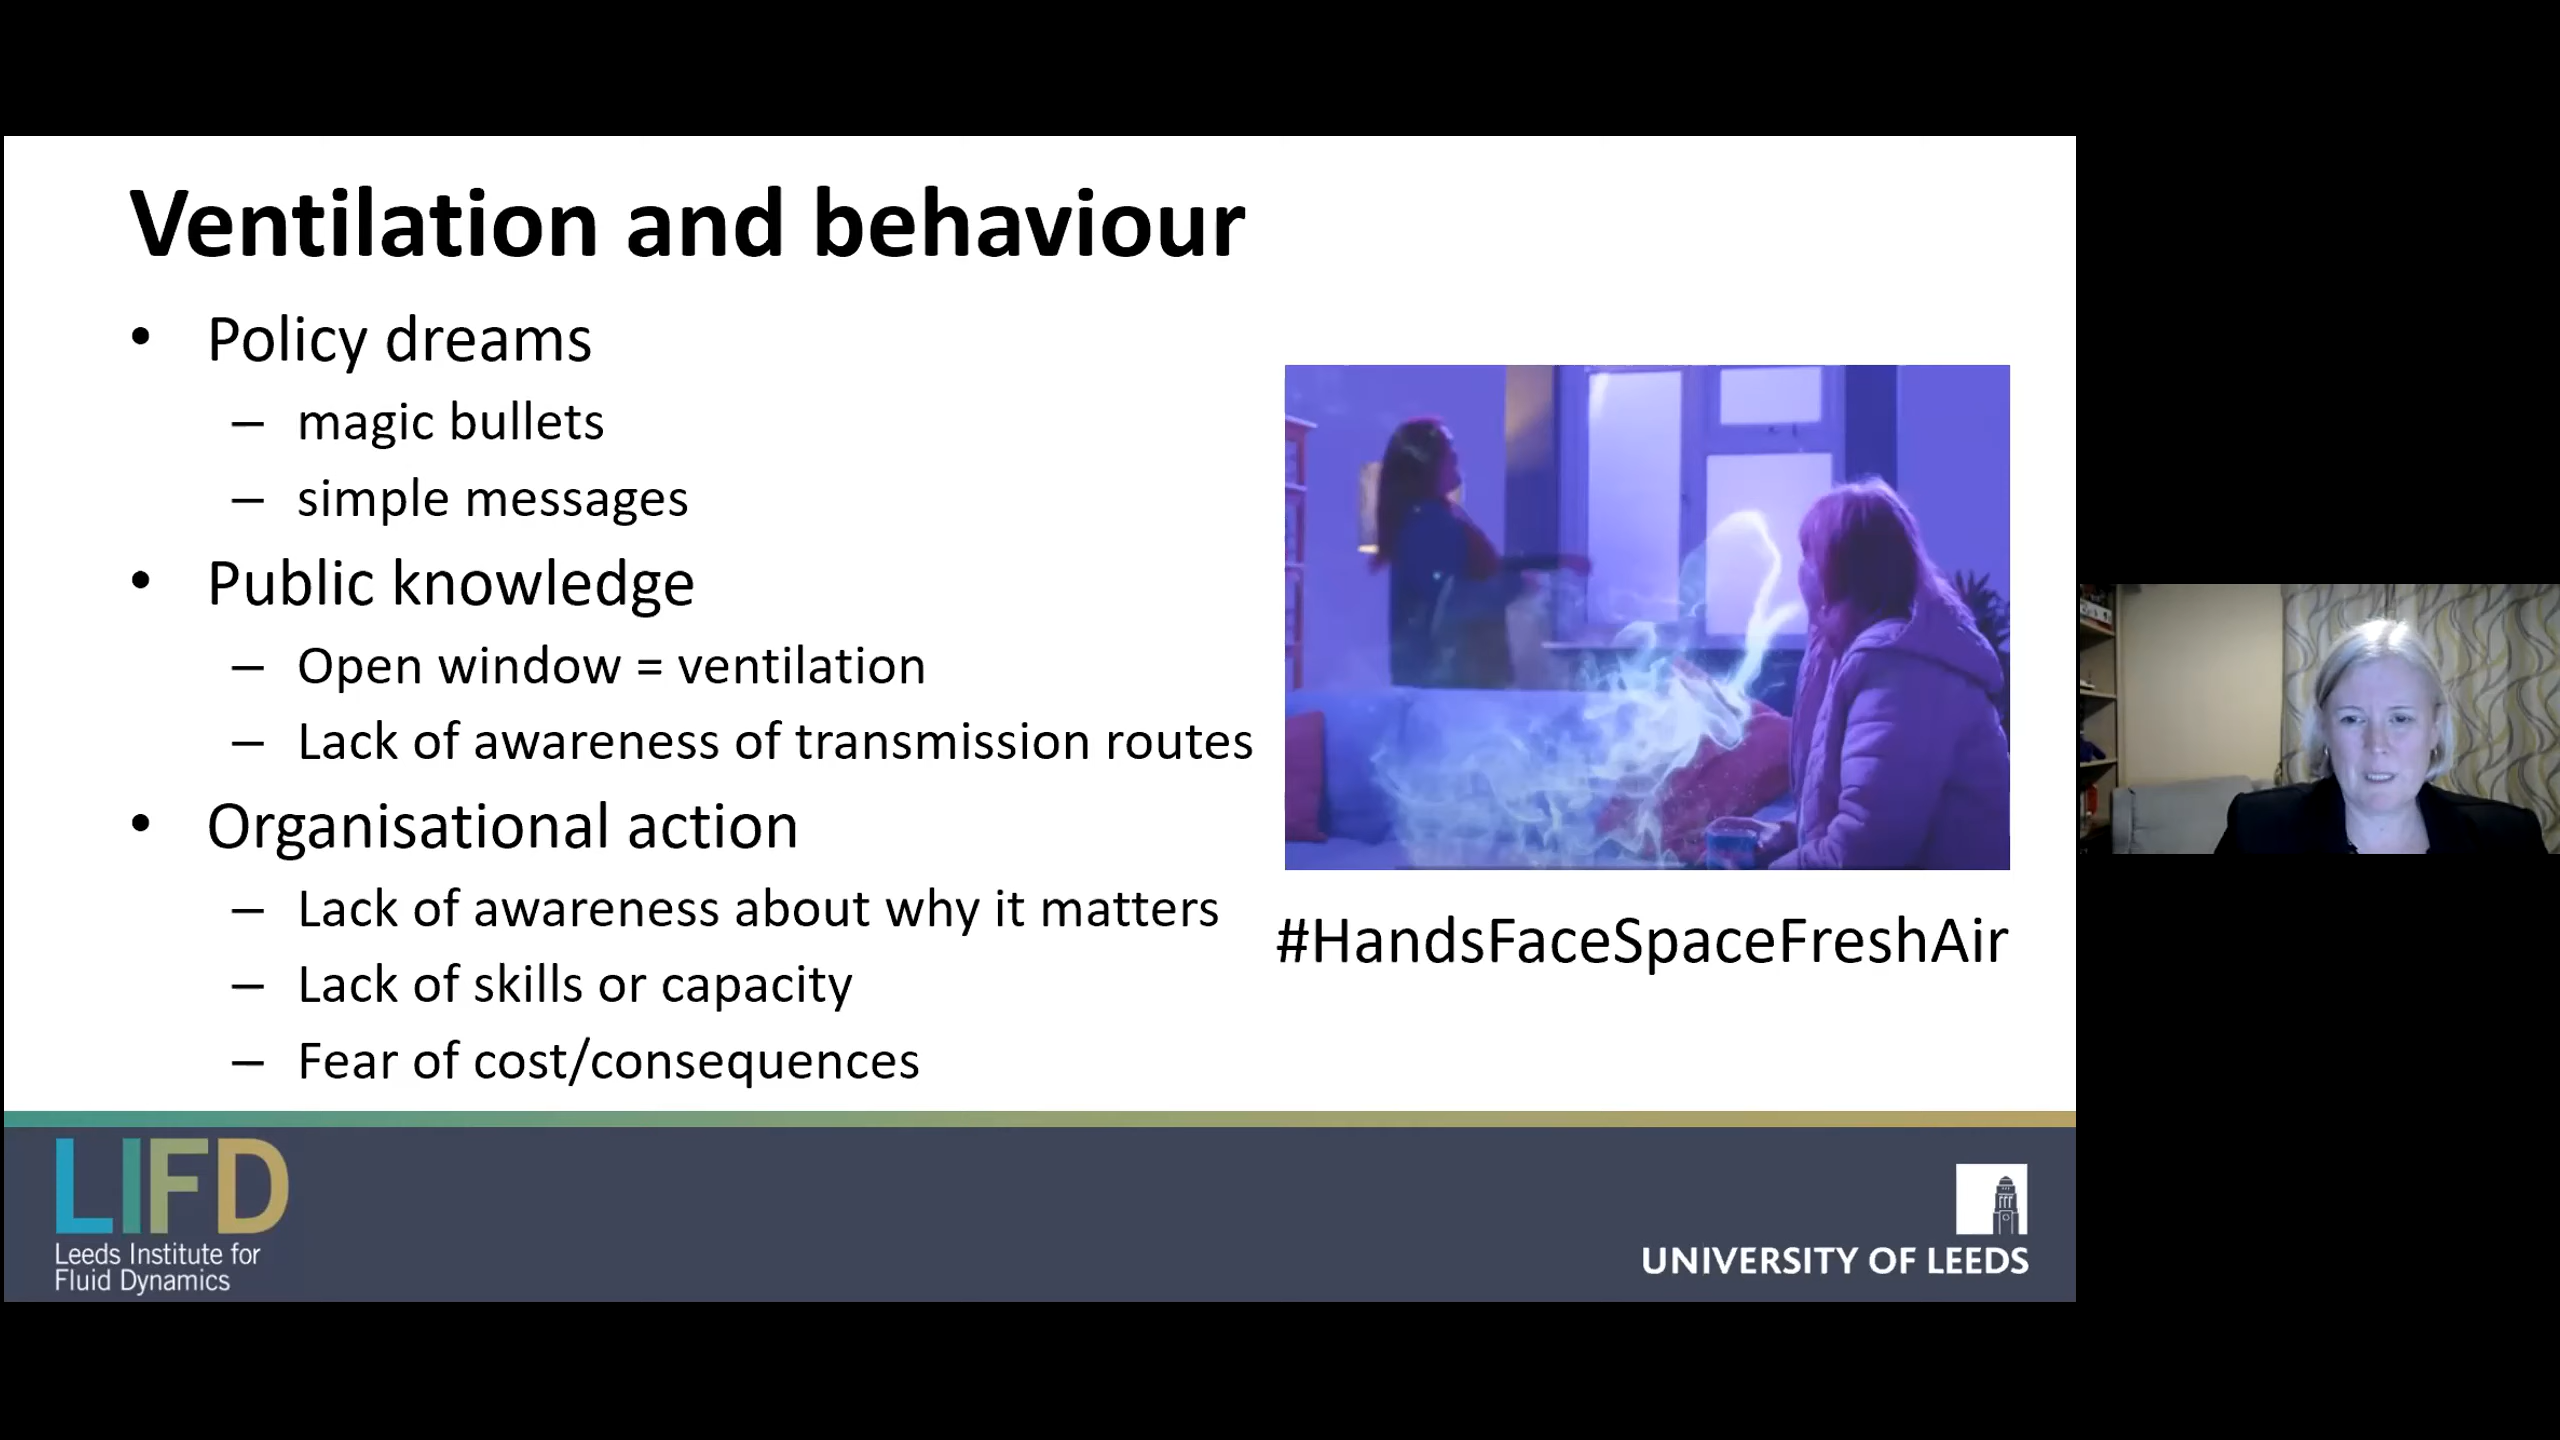 Ventilation and behaviour
• Policy dreams
– magic bullets
– simple messages
• Public knowledge
– Open window = ventilation
– Lack of awareness of transmission routes
• Organisational action
– Lack of awareness about why it matters
– Lack of skills or capacity
– Fear of cost/consequences
#HandsFaceSpaceFreshAir
LIFD
Leeds Institute for
Fluid Dynamics
UNIVERSITY OF LEEDS